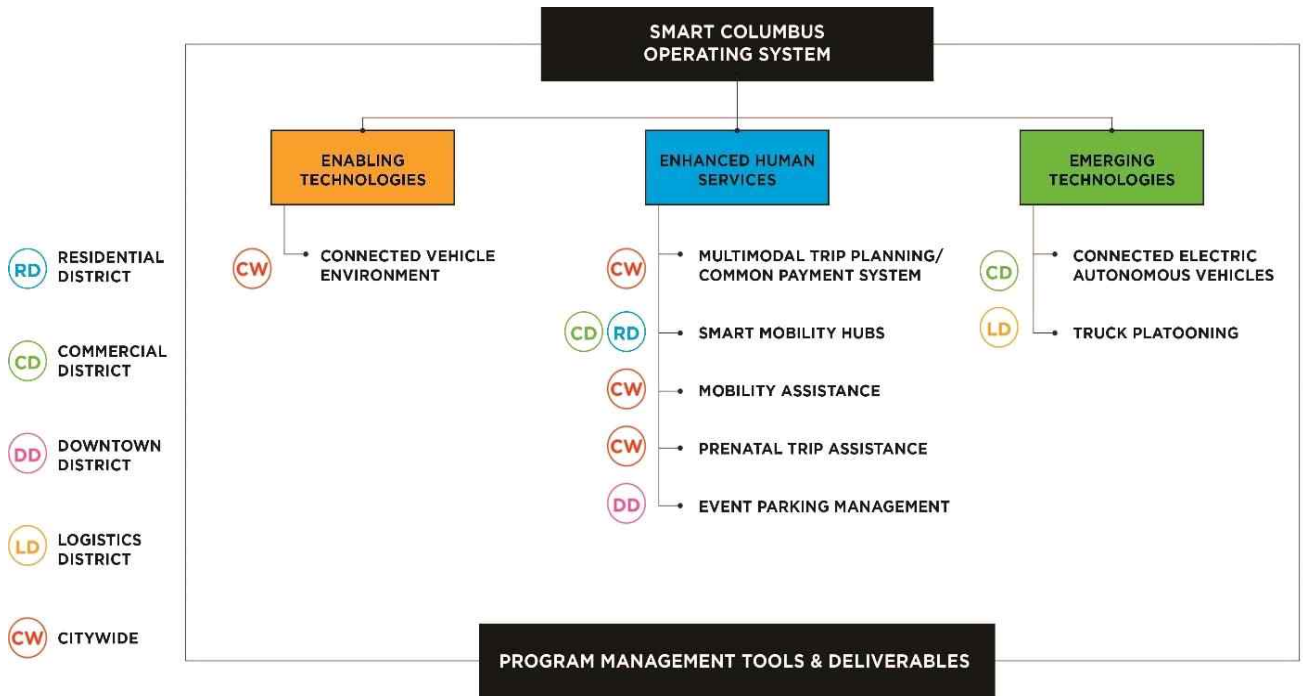 SMART COLUMBUS
OPERATING SYSTEM
ENABLING
TECHNOLOGIES
ENHANCED HUMAN
SERVICES
EMERGING
TECHNOLOGIES
RD
RESIDENTIAL
DISTRICT
CD
COMMERCIAL
DISTRICT
DD
DOWNTOWN
DISTRICT
LD
LOGISTICS
DISTRICT
CW
CITYWIDE
CW
CONNECTED VEHICLE
ENVIRONMENT
CW
MULTIMODAL TRIP PLANNING/
COMMON PAYMENT SYSTEM
CD RD
SMART MOBILITY HUBS
CW
MOBILITY ASSISTANCE
CW
PRENATAL TRIP ASSISTANCE
DD
EVENT PARKING MANAGEMENT
CD
CONNECTED ELECTRIC
AUTONOMOUS VEHICLES
LD
TRUCK PLATOONING
PROGRAM MANAGEMENT TOOLS & DELIVERABLES